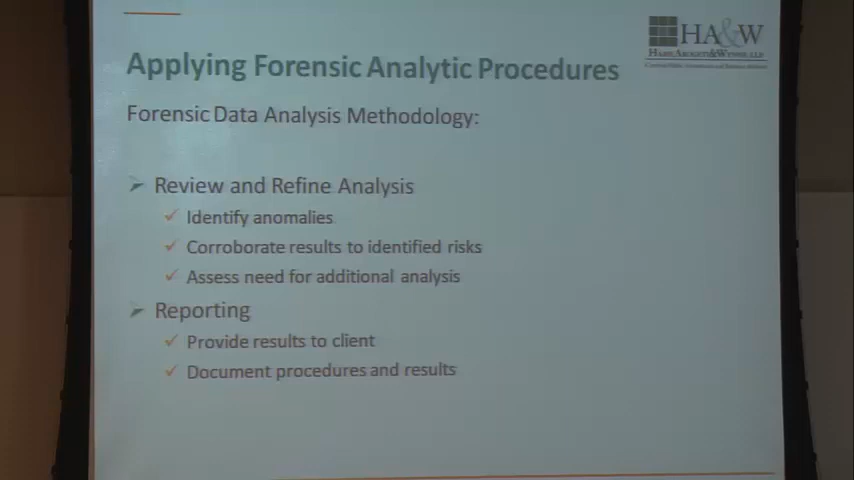 HA&W
Applying Forensic Analytic Procedures
Forensic Data Analysis Methodology:
Review and Refine Analysis
Identify anomalies
Corroborate results to identified risks
Assess need for additional analysis
Reporting
Provide results to client
Document procedures and results